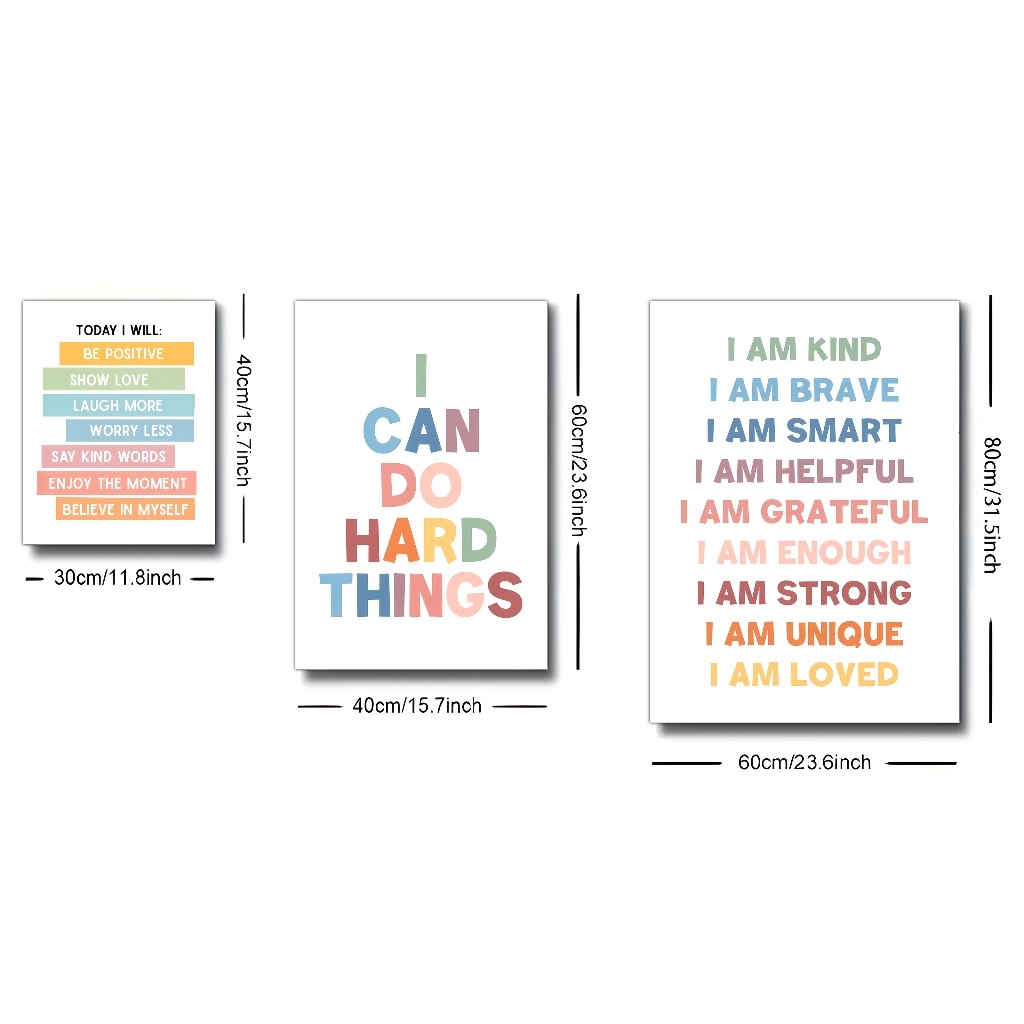 TODAY I WILL:
BE POSITIVE
SHOW LOVE
LAUGH MORE
WORRY LESS
SAY KIND WORDS
ENJOY THE MOMENT
BELIEVE IN MYSELF
40cm/15.7inch
30cm/11.8inch
I
CAN
DO
HARD
THINGS
60cm/23.6inch
40cm/15.7inch
I AM KIND
I AM BRAVE
I AM SMART
I AM HELPFUL
I AM GRATEFUL
I AM ENOUGH
I AM STRONG
I AM UNIQUE
I AM LOVED
80cm/31.5inch
60cm/23.6inch